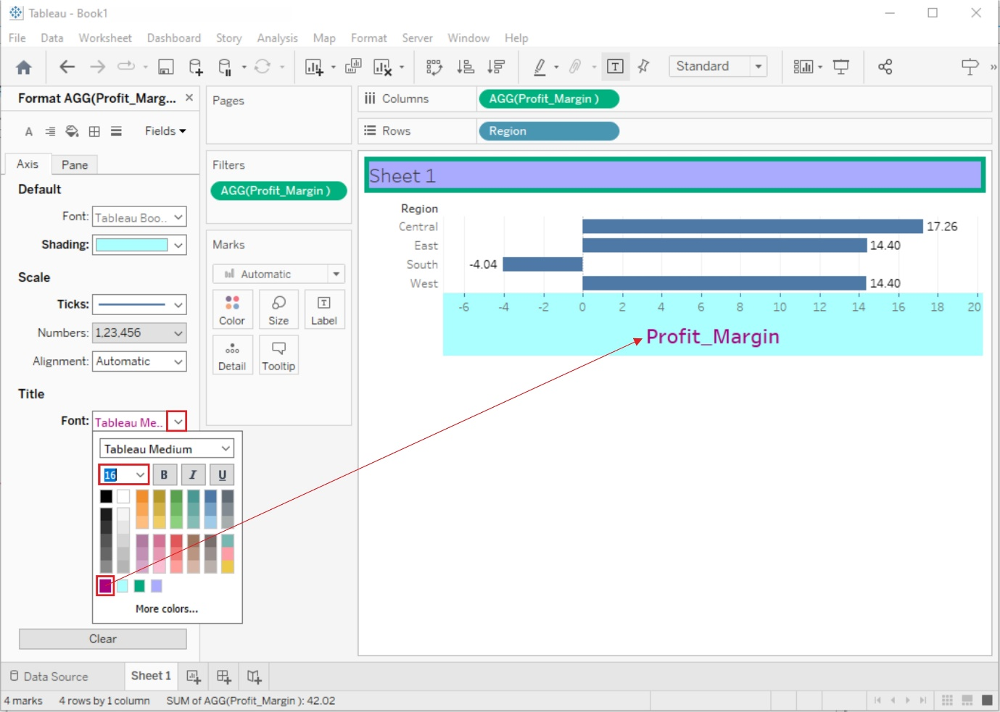 Tableau - Book1
File Data Worksheet Dashboard Story Analysis Map Format Server Window Help
Standard
Format AGG(Profit_Marg...
Fields
Axis Pane
Default
Font: Tableau Boo..
Shading:
Scale
Ticks:
Numbers: 1,23,456
Alignment: Automatic
Title
Font: Tableau Me..
Tableau Medium
16 B I U
More colors...
Clear
Pages
Filters
AGG(Profit_Margin )
Marks
Automatic
Color Size Label
Detail Tooltip
Columns AGG(Profit_Margin )
Rows Region
Sheet 1
Region
Central 17.26
East 14.40
South -4.04
West 14.40
-6 -4 -2 0 2 4 6 8 10 12 14 16 18 20
Profit_Margin
Data Source Sheet 1
4 marks 4 rows by 1 column SUM of AGG(Profit_Margin ): 42.02